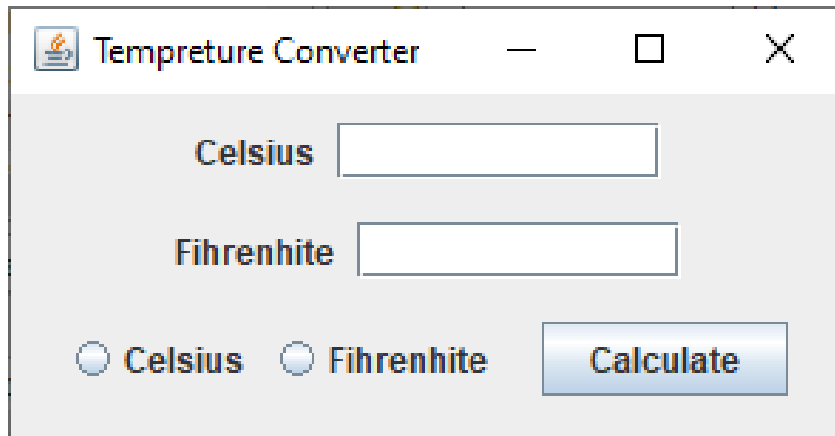 Tempreture Converter
Celsius
Fihrenhite
Celsius Fihrenhite Calculate